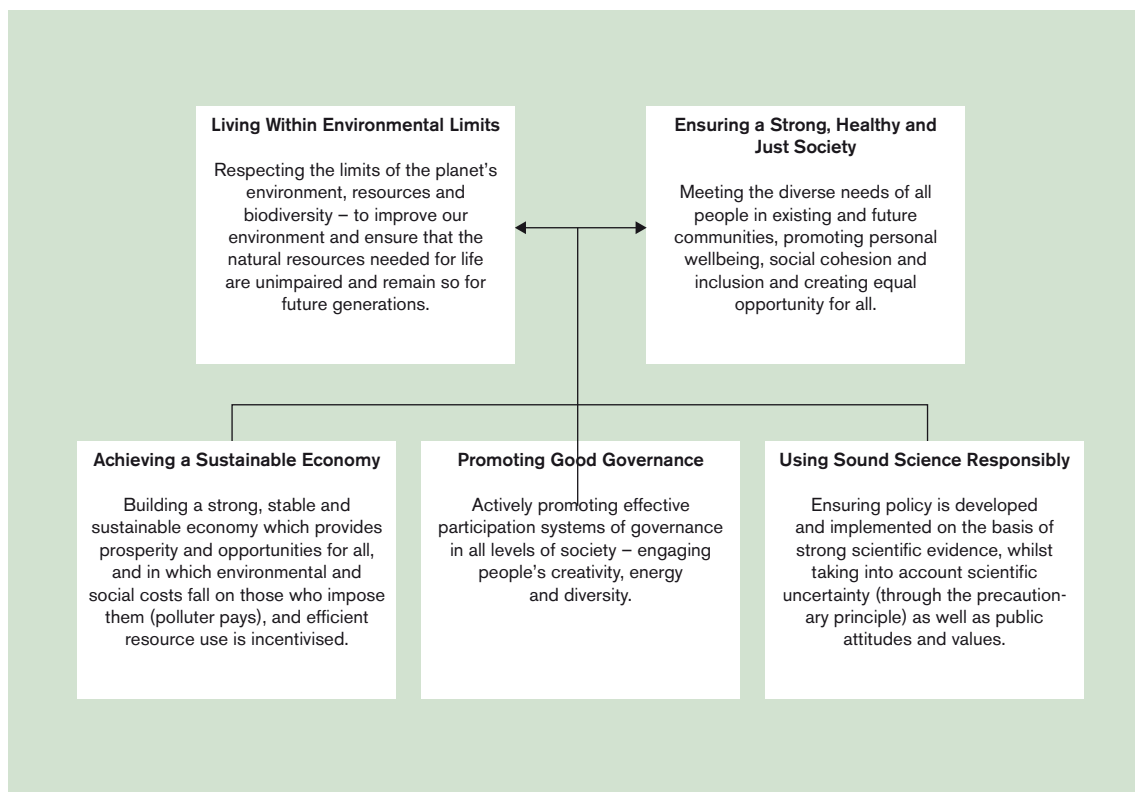 Living Within Environmental Limits
Respecting the limits of the planet's
environment, resources and
biodiversity – to improve our
environment and ensure that the
natural resources needed for life
are unimpaired and remain so for
future generations.
Ensuring a Strong, Healthy and
Just Society
Meeting the diverse needs of all
people in existing and future
communities, promoting personal
wellbeing, social cohesion and
inclusion and creating equal
opportunity for all.
Achieving a Sustainable Economy
Building a strong, stable and
sustainable economy which provides
prosperity and opportunities for all,
and in which environmental and
social costs fall on those who impose
them (polluter pays), and efficient
resource use is incentivised.
Promoting Good Governance
Actively promoting effective
participation systems of governance
in all levels of society – engaging
people's creativity, energy
and diversity.
Using Sound Science Responsibly
Ensuring policy is developed
and implemented on the basis of
strong scientific evidence, whilst
taking into account scientific
uncertainty (through the precaution-
ary principle) as well as public
attitudes and values.